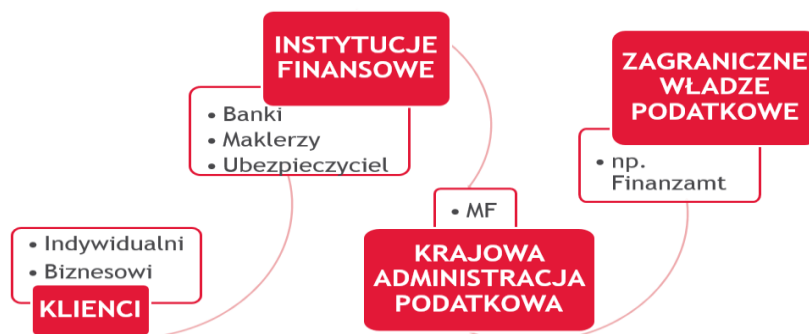 INSTYTUCJE
FINANSOWE
• Banki
• Maklerzy
• Ubezpieczyciel
ZAGRANICZNE
WŁADZE
PODATKOWE
• np.
Finanzamt
• Indywidualni
• Biznesowi
KLIENCI
• MF
KRAJOWA
ADMINISTRACJA
PODATKOWA